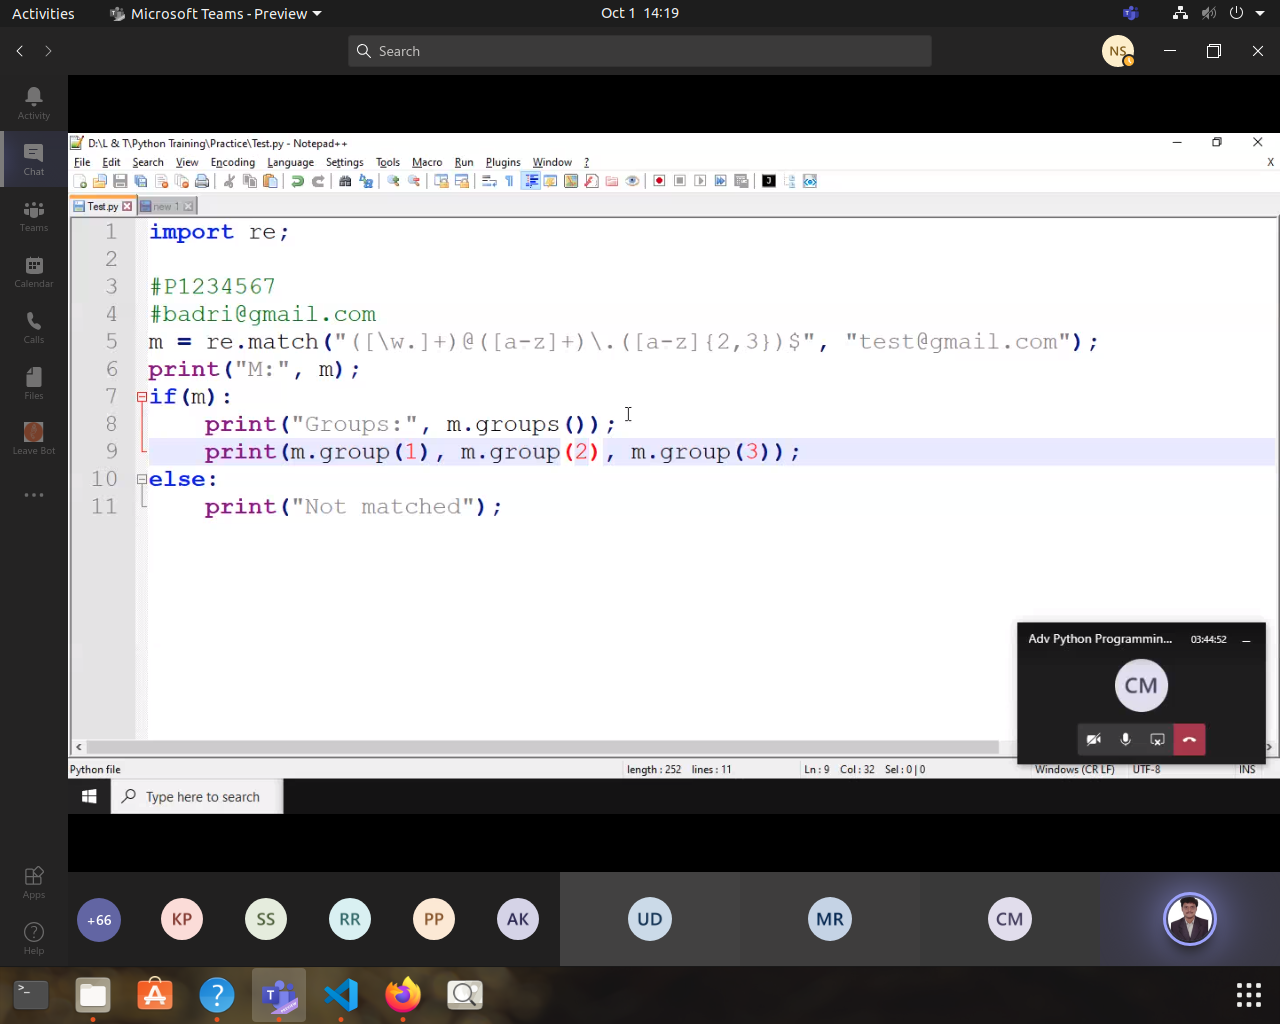 Activities
Microsoft Teams - Preview
Oct 1 14:19
Search
NS
Activity
Chat
Teams
Calendar
Calls
Files
Leave Bot
Apps
Help
D:\L & T\Python Training\Practice\Test.py - Notepad++
File Edit Search View Encoding Language Settings Tools Macro Run Plugins Window ? X
Test.py new 1
1 import re;
2
3 #P1234567
4 #badri@gmail.com
5 m = re.match("([\w.]+)@([a-z]+)\.([a-z]{2,3})$", "test@gmail.com");
6 print("M:", m);
7 if(m):
8 print("Groups:", m.groups());
9 print(m.group(1), m.group(2), m.group(3));
10 else:
11 print("Not matched");
Adv Python Programmin... 03:44:52
CM
Python file length : 252 lines : 11 Ln : 9 Col : 32 Sel : 0 | 0 Windows (CR LF) UTF-8 INS
Type here to search
+66 KP SS RR PP AK UD MR CM